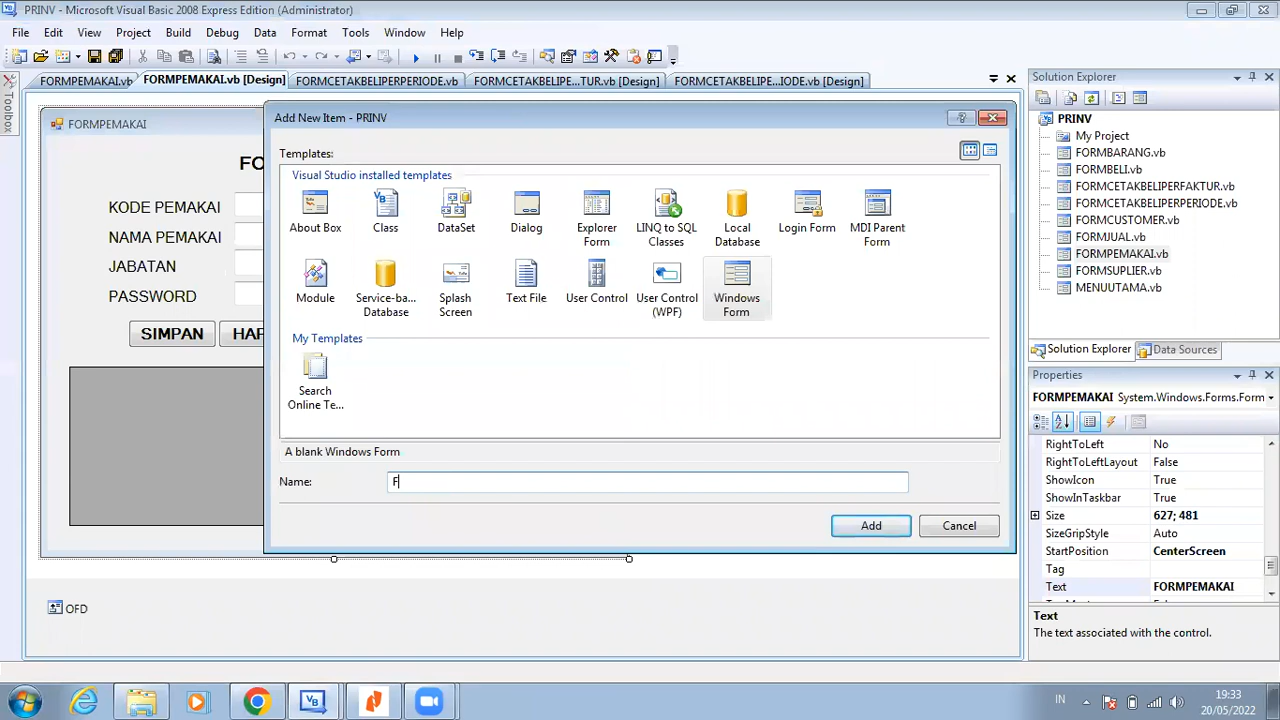 PRINV - Microsoft Visual Basic 2008 Express Edition (Administrator)
File Edit View Project Build Debug Data Format Tools Window Help
FORMPEMAKAI.vb FORMPEMAKAI.vb [Design] FORMCETAKBELIPERPERIODE.vb FORMCETAKBELIPE...TUR.vb [Design] FORMCETAKBELIPE...IODE.vb [Design]
Toolbox
FORMPEMAKAI
FO
KODE PEMAKAI
NAMA PEMAKAI
JABATAN
PASSWORD
SIMPAN HAP
OFD
Add New Item - PRINV
Templates:
Visual Studio installed templates
About Box Class DataSet Dialog Explorer Form LINQ to SQL Classes Local Database Login Form MDI Parent Form
Module Service-ba... Database Splash Screen Text File User Control User Control (WPF) Windows Form
My Templates
Search Online Te...
A blank Windows Form
Name: F
Add Cancel
Solution Explorer
PRINV
My Project
FORMBARANG.vb
FORMBELI.vb
FORMCETAKBELIPERFAKTUR.vb
FORMCETAKBELIPERPERIODE.vb
FORMCUSTOMER.vb
FORMJUAL.vb
FORMPEMAKAI.vb
FORMSUPLIER.vb
MENUUTAMA.vb
Solution Explorer Data Sources
Properties
FORMPEMAKAI System.Windows.Forms.Form
RightToLeft No
RightToLeftLayout False
ShowIcon True
ShowInTaskbar True
Size 627; 481
SizeGripStyle Auto
StartPosition CenterScreen
Tag
Text FORMPEMAKAI
Text
The text associated with the control.
IN
19:33
20/05/2022